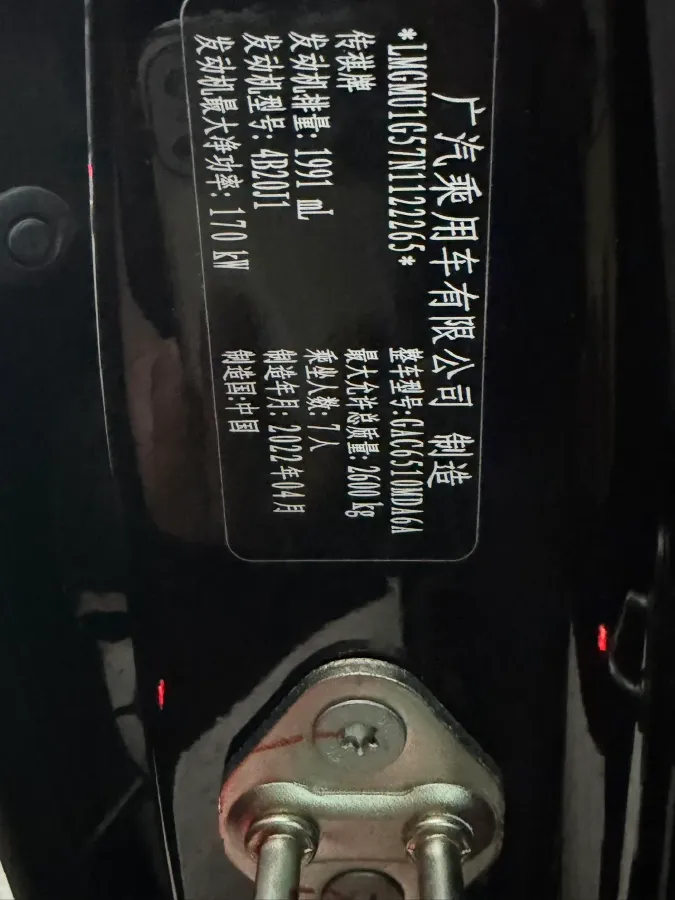 广汽乘用车有限公司 制造
*LMGMU1G57N1122265*
整车型号:GAC6510MDA6A
传祺牌
最大允许总质量:2600 kg
发动机排量:1991 mL
乘坐人数:7人
发动机型号:4B20J1
制造年月:2022年04月
发动机最大净功率:170 kW
制造国:中国